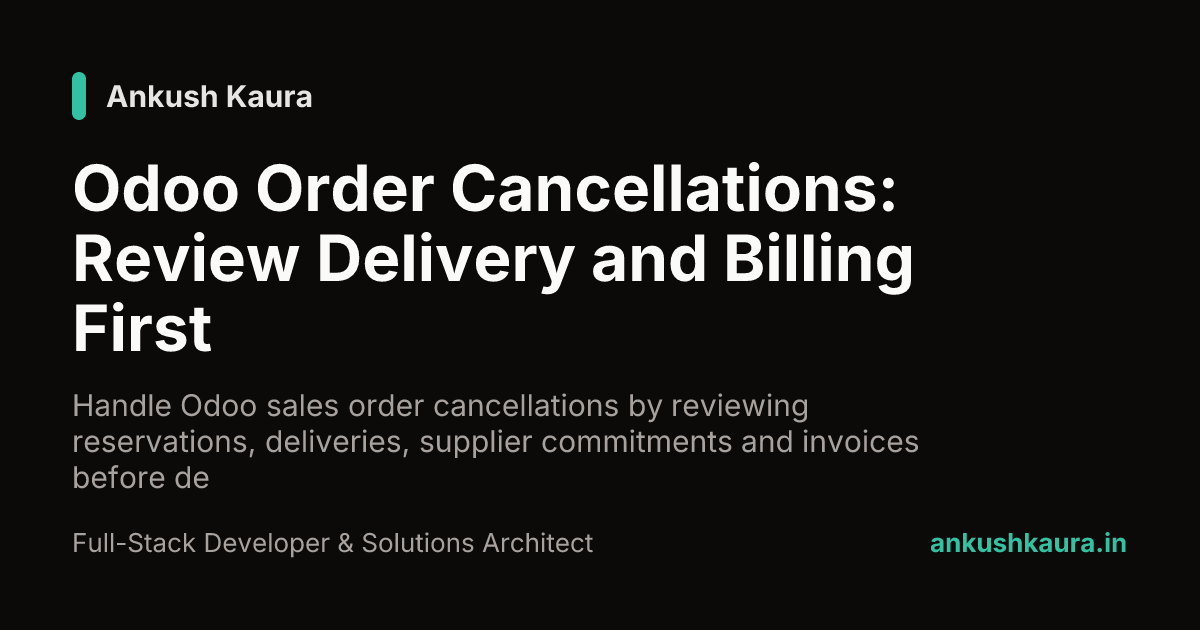 Ankush Kaura
Odoo Order Cancellations:
Review Delivery and Billing
First
Handle Odoo sales order cancellations by reviewing
reservations, deliveries, supplier commitments and invoices
before de
Full-Stack Developer & Solutions Architect
ankushkaura.in